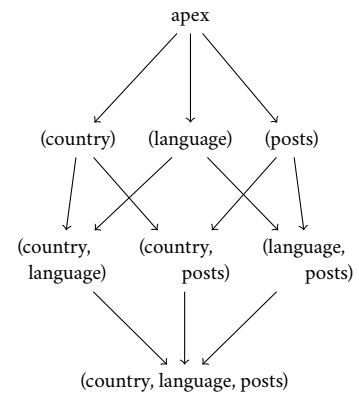 apex
(country) (language) (posts)
(country, (country, (language,
language) posts) posts)
(country, language, posts)